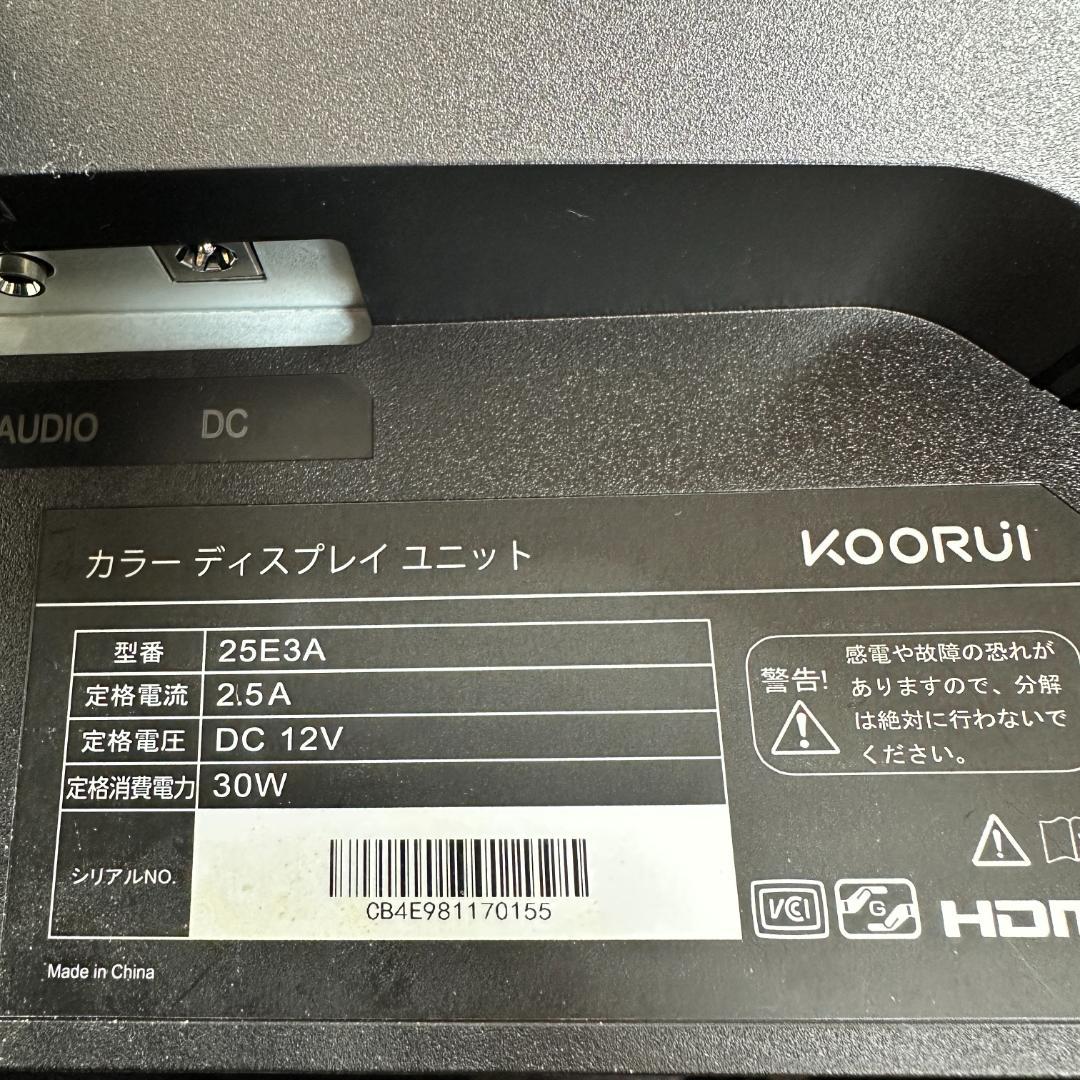 AUDIO DC
カラー ディスプレイ ユニット KOORUI
型番 25E3A
定格電流 2.5A
定格電圧 DC 12V
定格消費電力 30W
シリアルNO.
CB4E981170155
警告!
感電や故障の恐れが
ありますので、分解
は絶対に行わないで
ください。
VCCI
G
HDM
Made in China